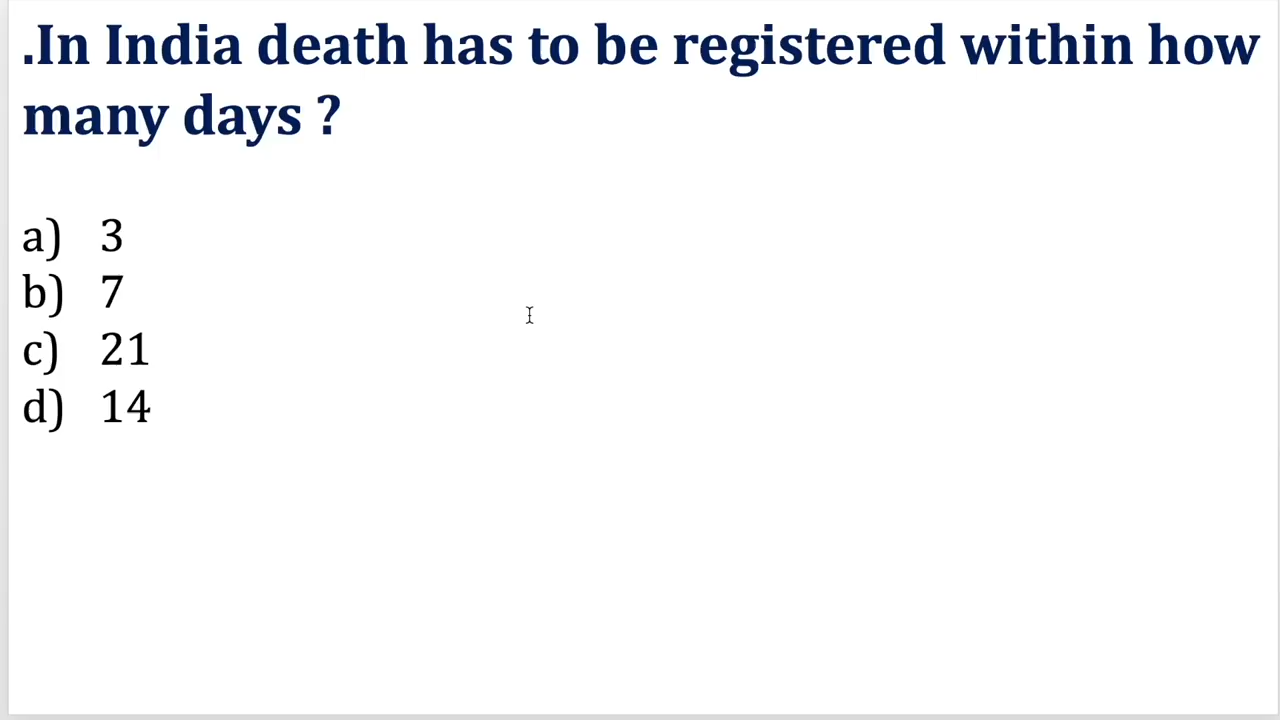 .In India death has to be registered within how
many days ?
a) 3
b) 7
c) 21
d) 14